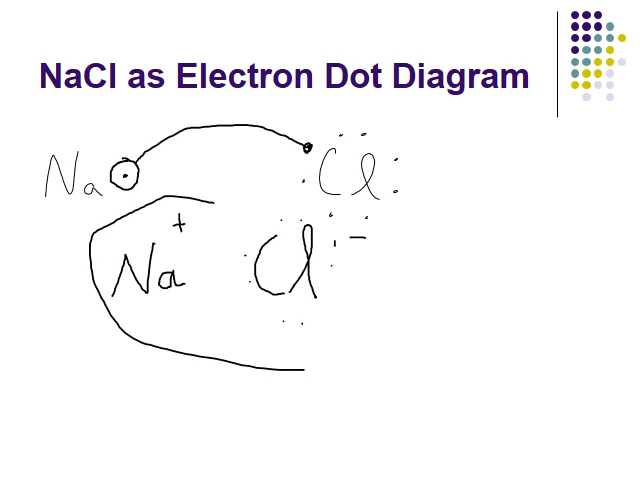 NaCl as Electron Dot Diagram
Na Cl
Na+ Cl-